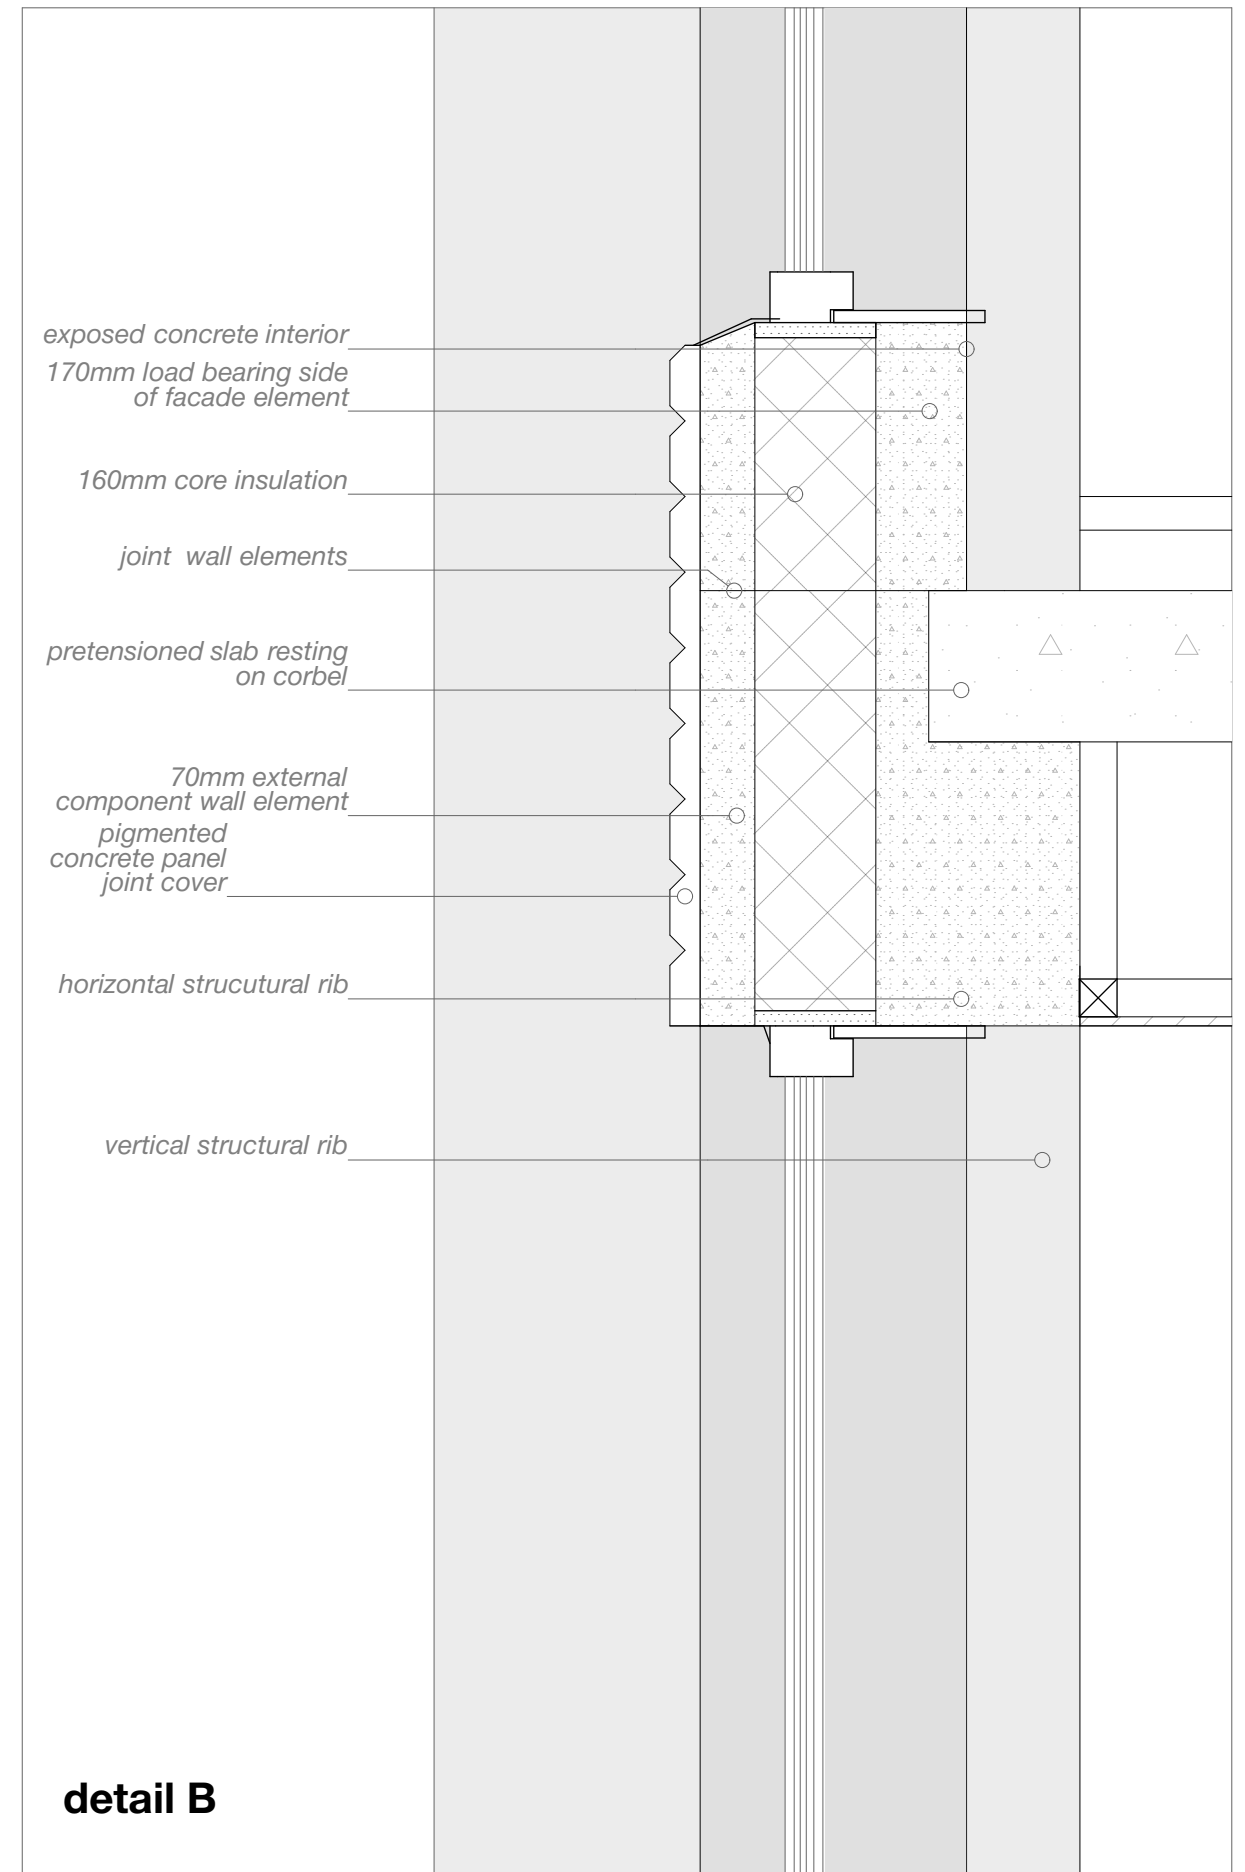 exposed concrete interior
170mm load bearing side
of facade element
160mm core insulation
joint wall elements
pretensioned slab resting
on corbel
70mm external
component wall element
pigmented
concrete panel
joint cover
horizontal strucutural rib
vertical structural rib
detail B